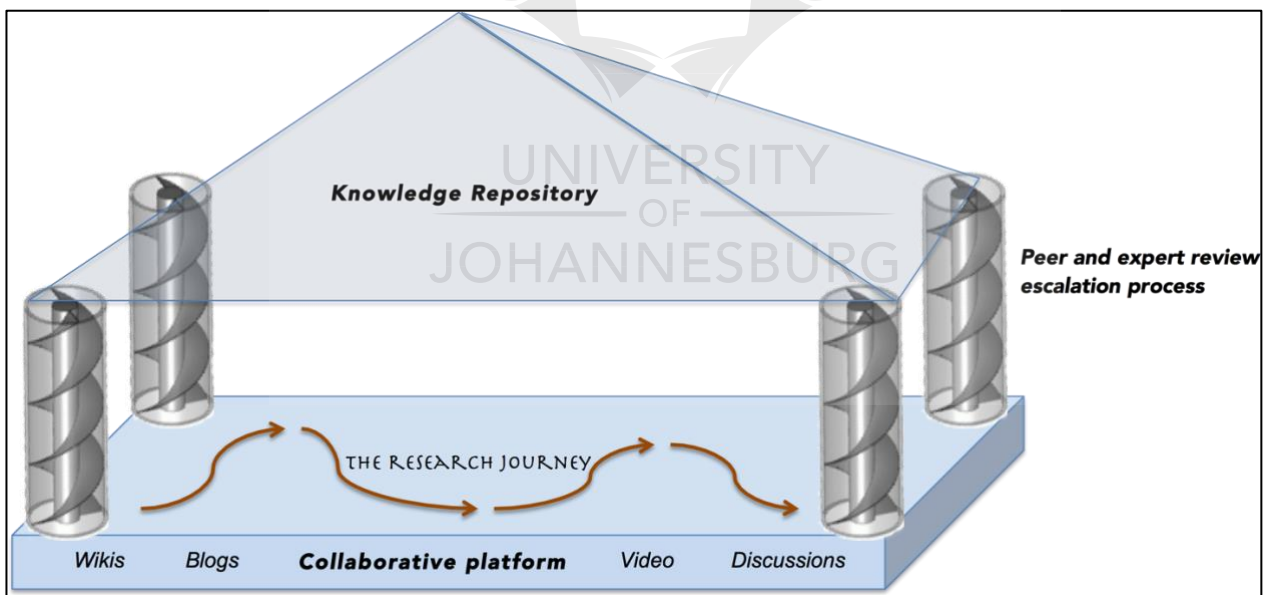 UNIVERSITY
OF
JOHANNESBURG
Knowledge Repository
Peer and expert review
escalation process
THE RESEARCH JOURNEY
Wikis Blogs Collaborative platform Video Discussions